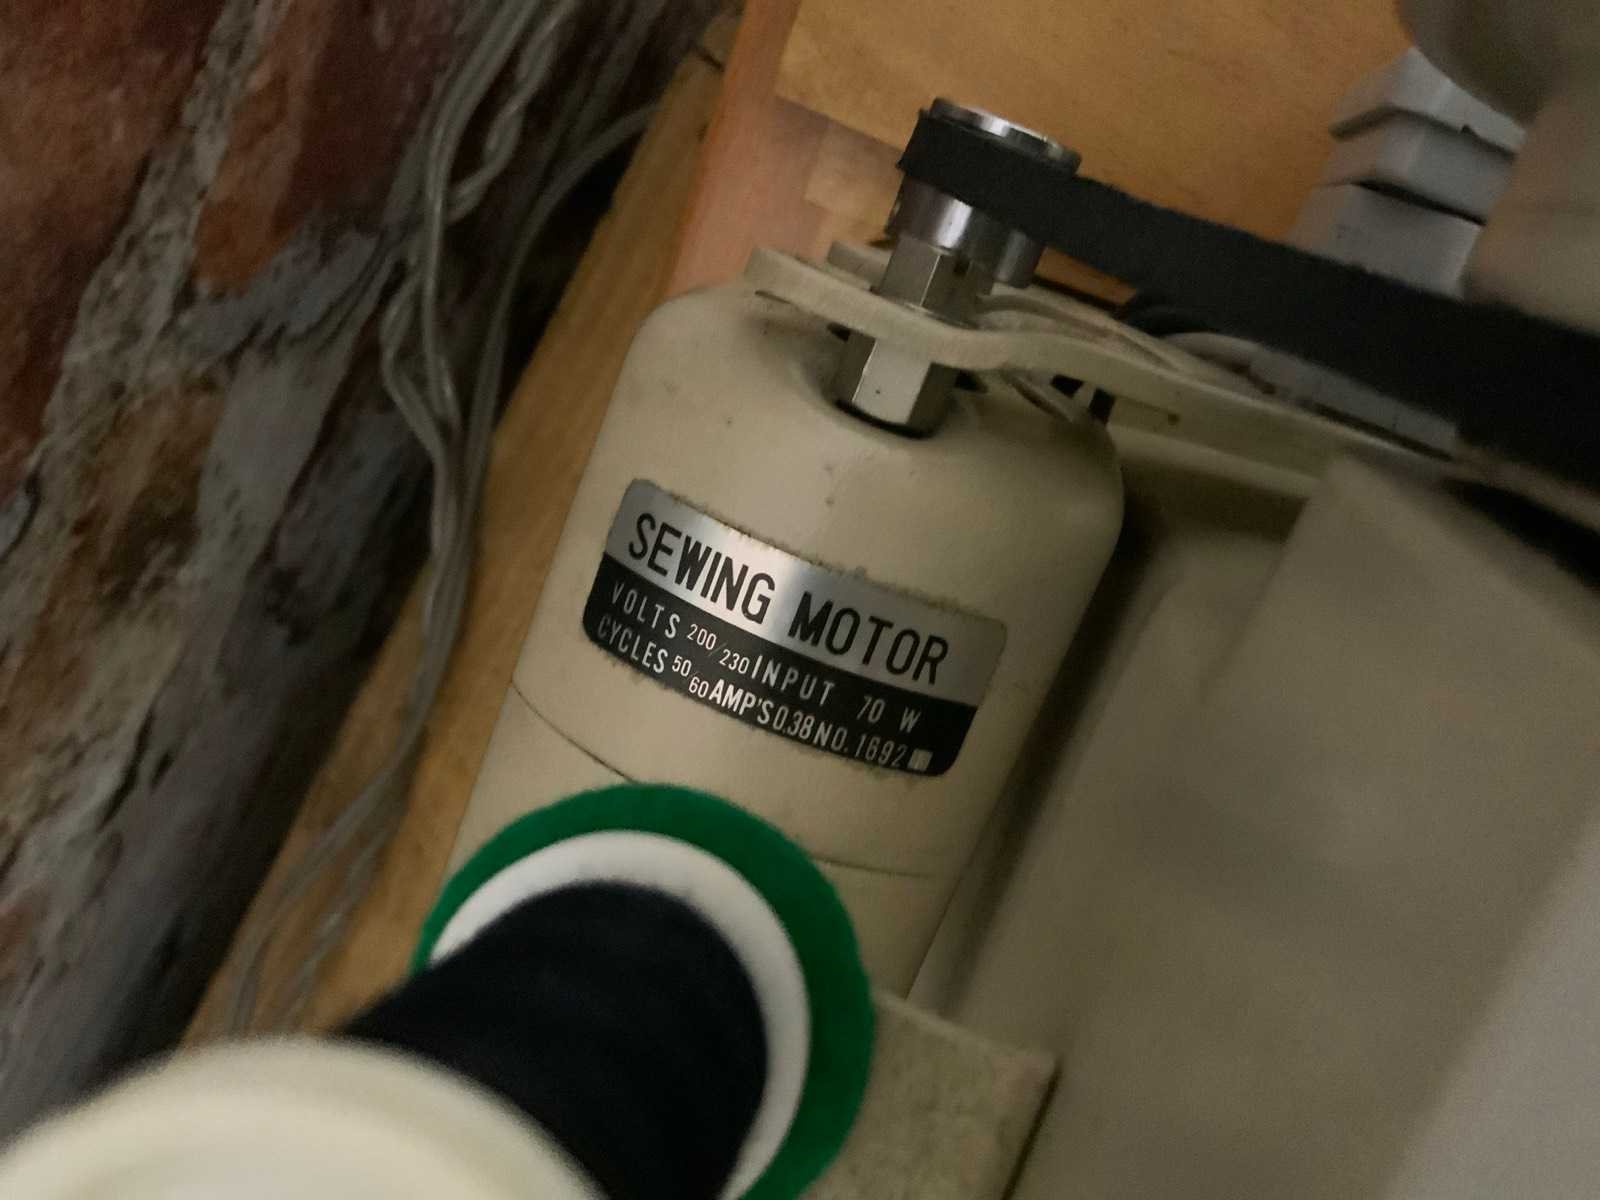 SEWING MOTOR
VOLTS 200/230 INPUT 70 W
CYCLES 50/60 AMP'S 0.38 NO. 1692